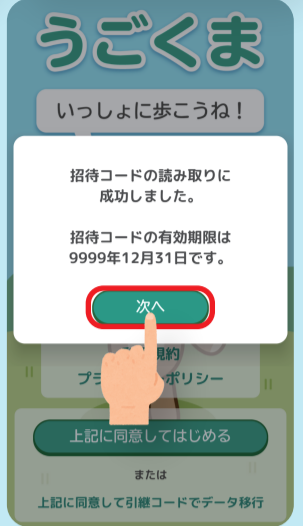 うごくま
いっしょに歩こうね！
招待コードの読み取りに
成功しました。
招待コードの有効期限は
9999年12月31日です。
次へ
規約
プラ
ポリシー
上記に同意してはじめる
または
上記に同意して引継コードでデータ移行